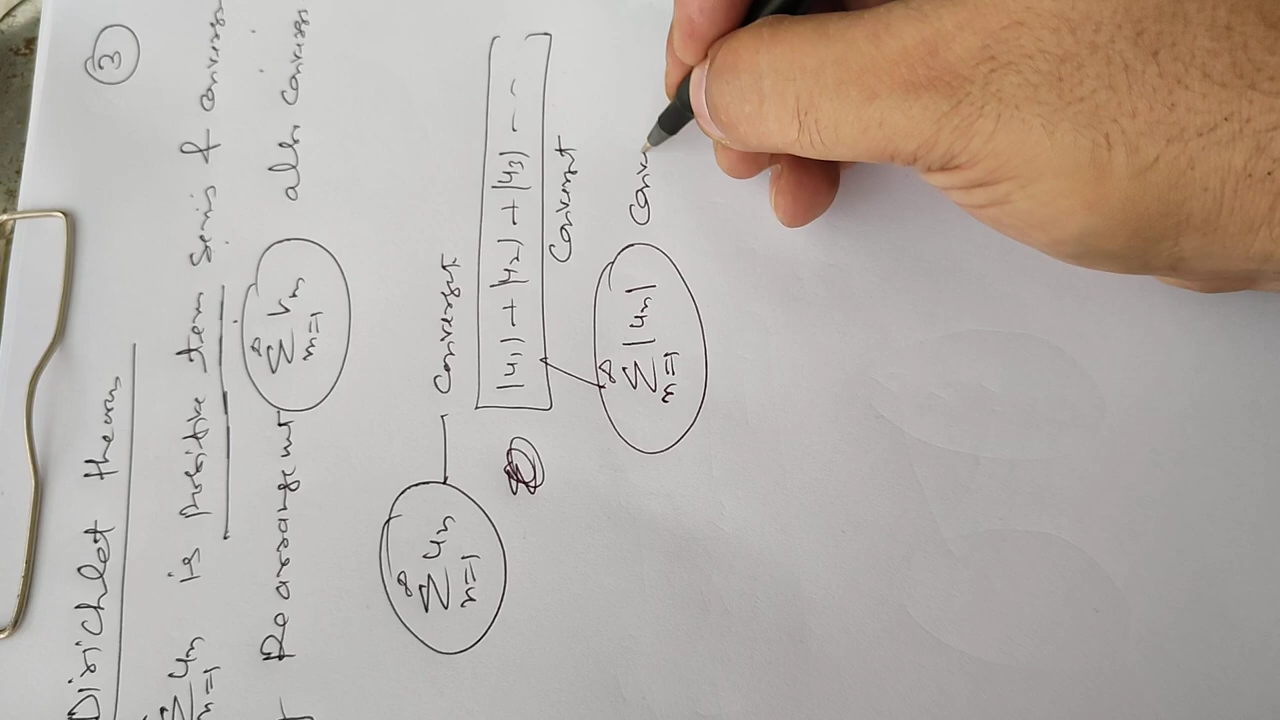 ③
Dirichlet theorem
∑ uₙ n=1 is positive term series & converges
Rearrangement ∞ ∑ vₙ n=1 also converges
∞ ∑ uₙ n=1 — Convergent
|u₁| + |u₂| + |u₃| - -
Convergent
∞ ∑ |uₙ| n=1 Conve